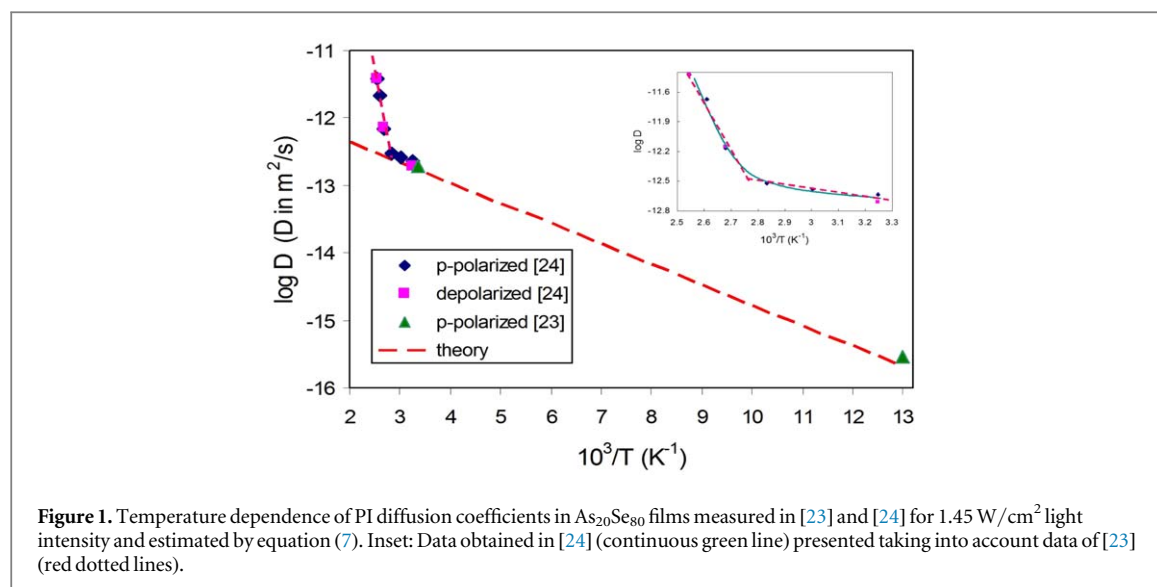 -11
-12
-13
-14
-15
-16
log D (D in m²/s)
2 3 4 5 6 7 8 9 10 11 12 13
10³/T (K⁻¹)
p-polarized [24]
depolarized [24]
p-polarized [23]
theory
-11.6
-11.9
-12.2
-12.5
-12.8
log D
2.5 2.6 2.7 2.8 2.9 3 3.1 3.2 3.3
10³/T (K⁻¹)
Figure 1. Temperature dependence of PI diffusion coefficients in As₂₀Se₈₀ films measured in [23] and [24] for 1.45 W/cm² light
intensity and estimated by equation (7). Inset: Data obtained in [24] (continuous green line) presented taking into account data of [23]
(red dotted lines).